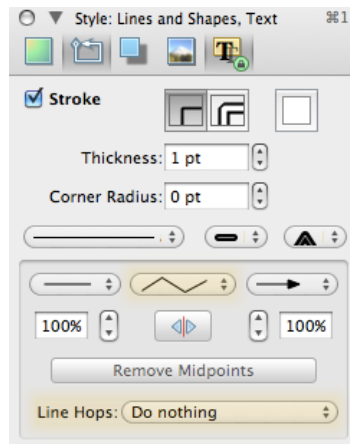 Style: Lines and Shapes, Text ⌘1
Stroke
Thickness: 1 pt
Corner Radius: 0 pt
100% 100%
Remove Midpoints
Line Hops: Do nothing